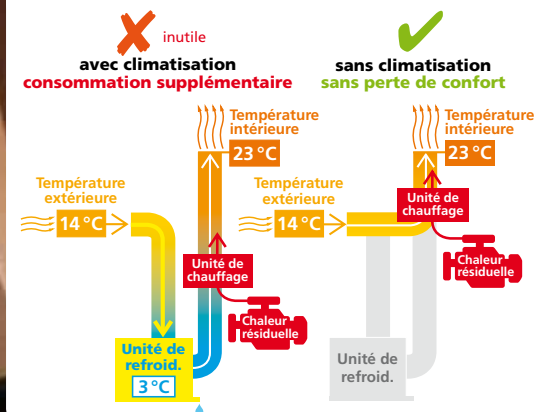 inutile
avec climatisation
consommation supplémentaire
Température
intérieure
23 °C
Température
extérieure
14 °C
Unité de
chauffage
Chaleur
résiduelle
Unité de
refroid.
3 °C
sans climatisation
sans perte de confort
Température
intérieure
23 °C
Température
extérieure
14 °C
Unité de
chauffage
Chaleur
résiduelle
Unité de
refroid.